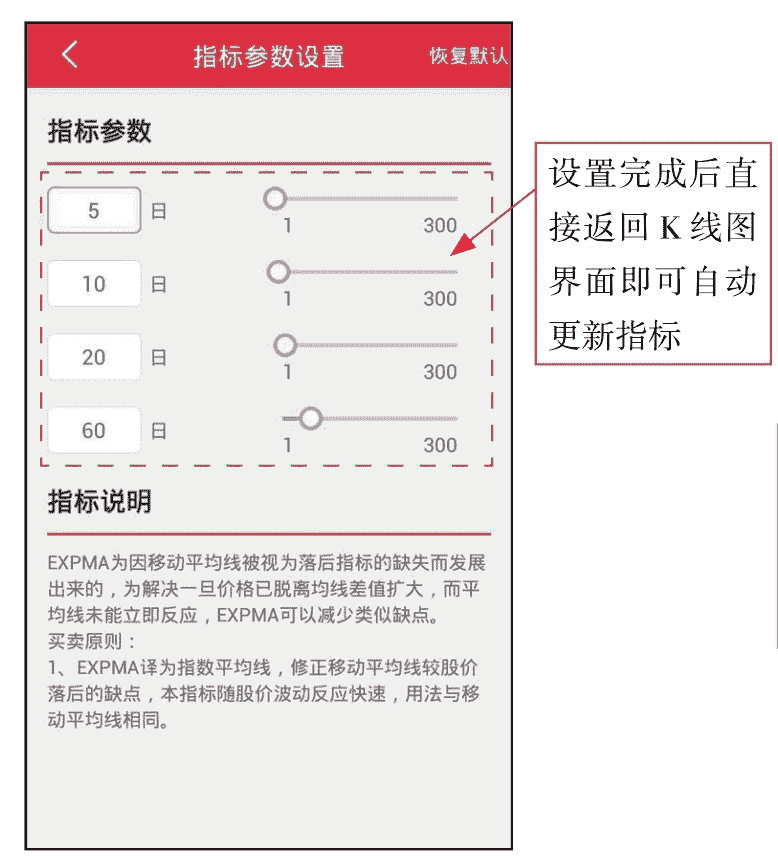 指标参数设置
恢复默认
指标参数
5 日
1 300
10 日
1 300
20 日
1 300
60 日
1 300
设置完成后直
接返回 K 线图
界面即可自动
更新指标
指标说明
EXPMA为因移动平均线被视为落后指标的缺失而发展
出来的，为解决一旦价格已脱离均线差值扩大，而平
均线未能立即反应，EXPMA可以减少类似缺点。
买卖原则：
1、EXPMA译为指数平均线，修正移动平均线较股价
落后的缺点，本指标随股价波动反应快速，用法与移
动平均线相同。